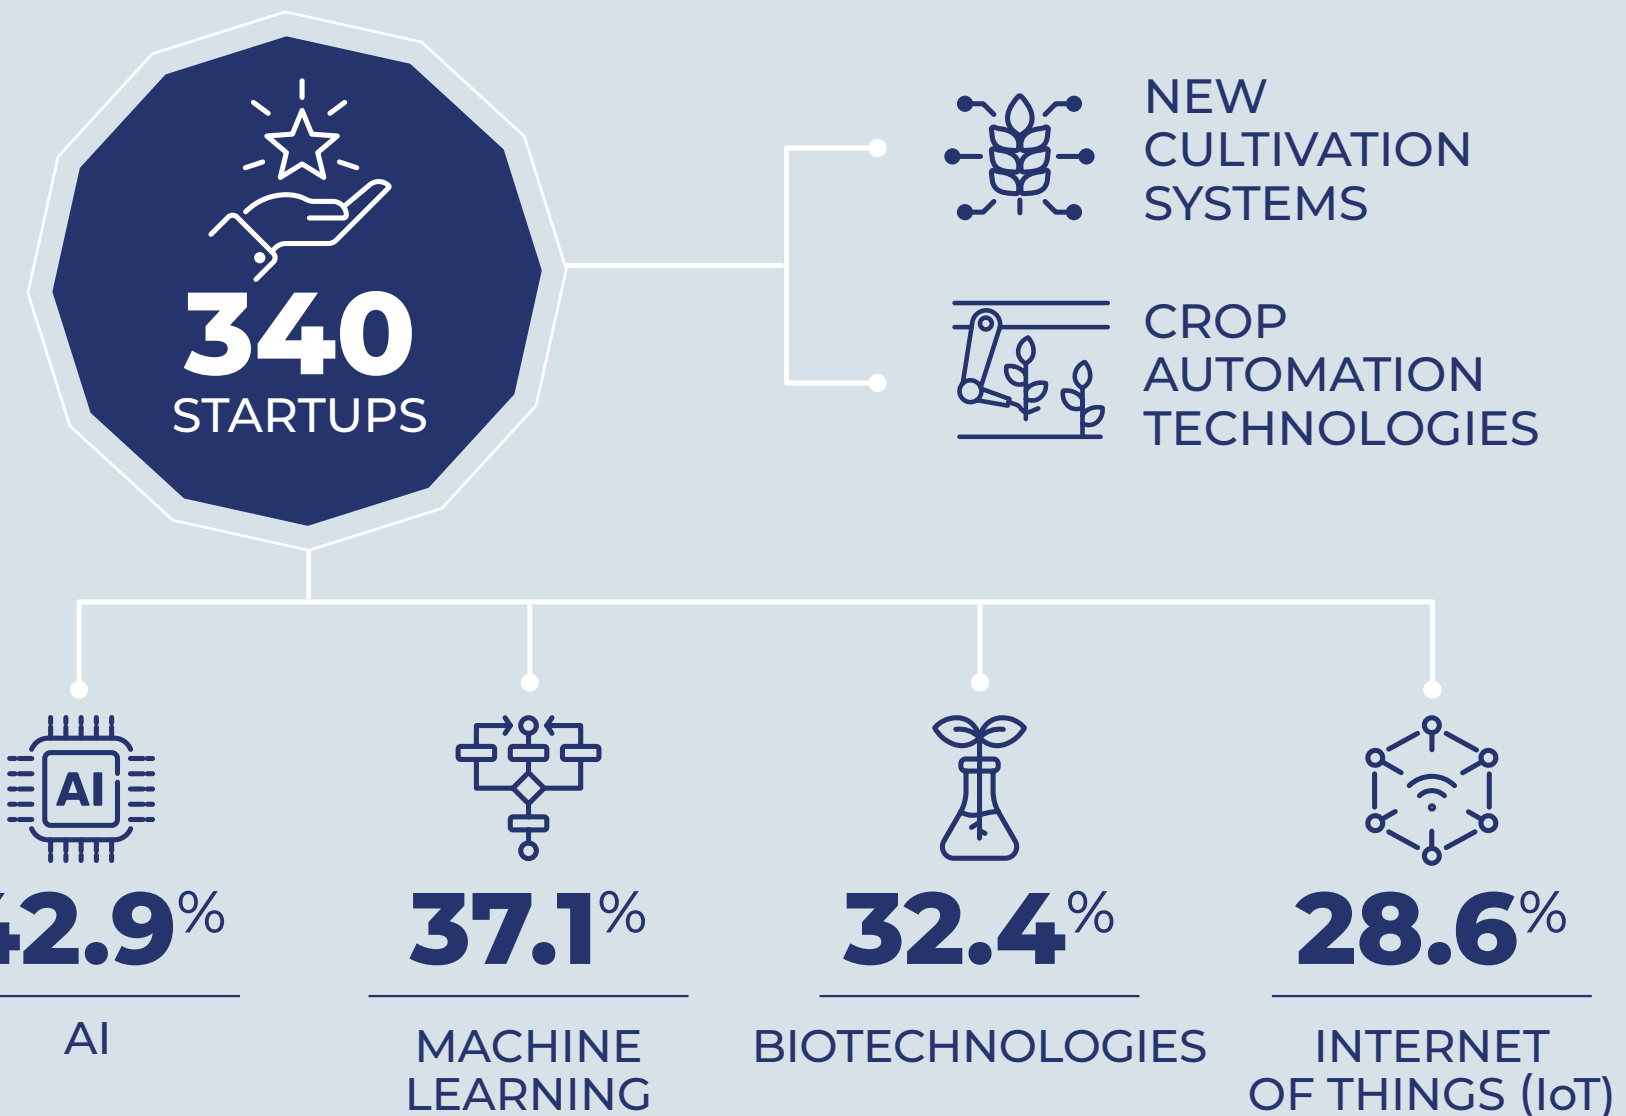 340
STARTUPS
NEW
CULTIVATION
SYSTEMS
CROP
AUTOMATION
TECHNOLOGIES
AI
42.9%
AI
37.1%
MACHINE
LEARNING
32.4%
BIOTECHNOLOGIES
28.6%
INTERNET
OF THINGS (IoT)